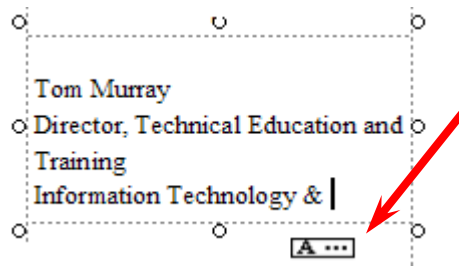 Tom Murray
Director, Technical Education and
Training
Information Technology &
A ...